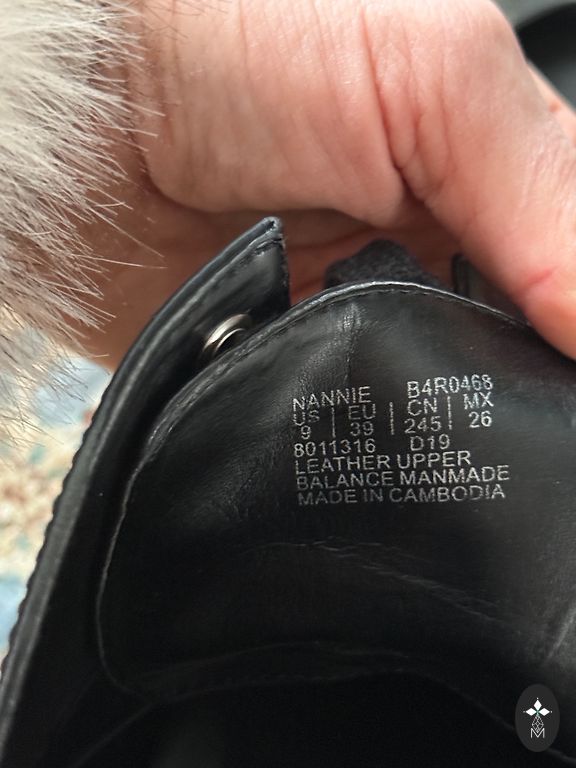 NANNIE B4R0468
US | EU | CN | MX
9 | 39 | 245 | 26
8011316 D19
LEATHER UPPER
BALANCE MANMADE
MADE IN CAMBODIA
M